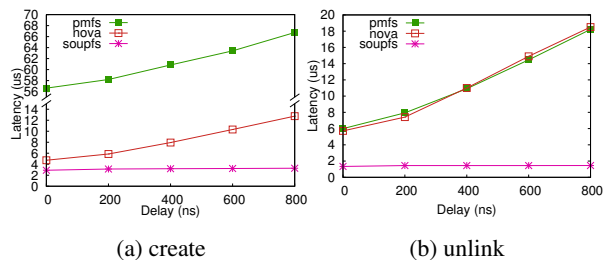 70
68
66
64
62
60
58
56
14
12
10
8
6
4
2
0
Latency (us)
pmfs
nova
soupfs
0 200 400 600 800
Delay (ns)
(a) create
20
18
16
14
12
10
8
6
4
2
0
Latency (us)
pmfs
nova
soupfs
0 200 400 600 800
Delay (ns)
(b) unlink